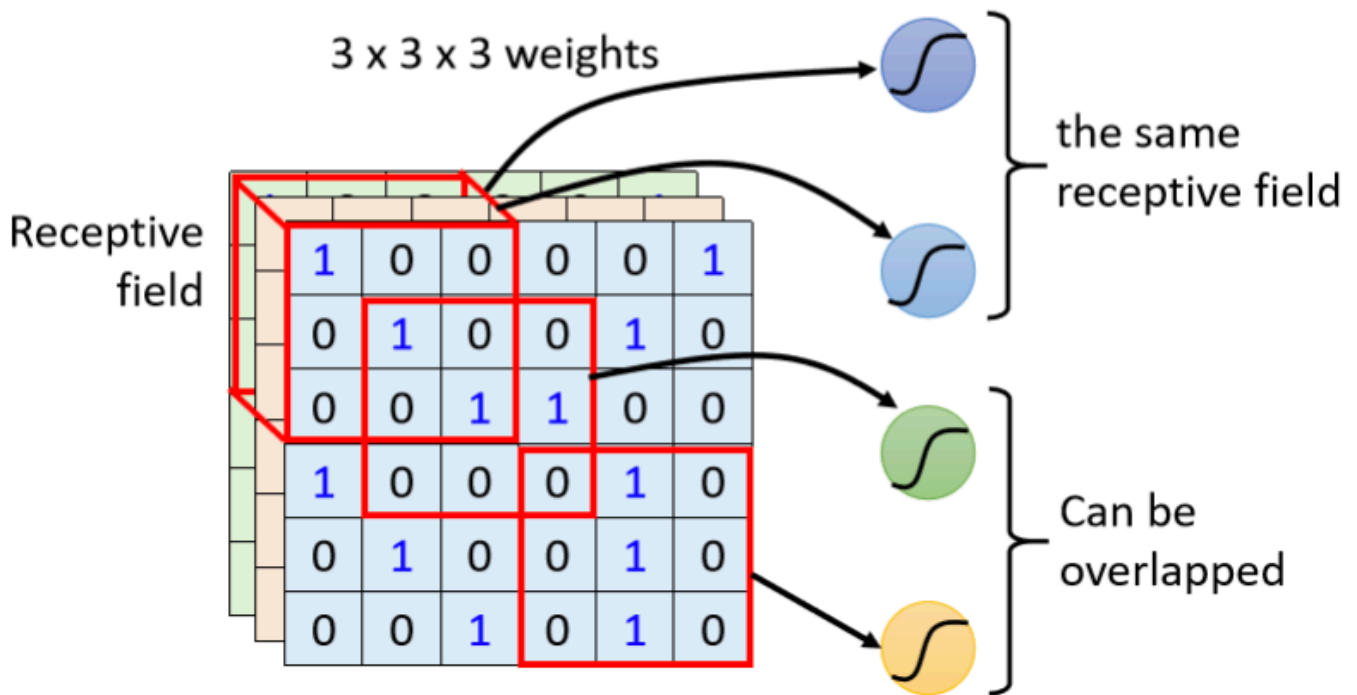 3 x 3 x 3 weights
the same
receptive field
Receptive
field
1 0 0 0 0 1
0 1 0 0 1 0
0 0 1 1 0 0
1 0 0 0 1 0
0 1 0 0 1 0
0 0 1 0 1 0
Can be
overlapped